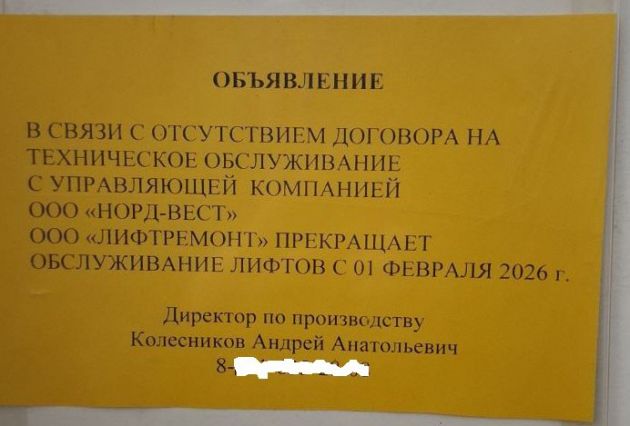 ОБЪЯВЛЕНИЕ
В СВЯЗИ С ОТСУТСТВИЕМ ДОГОВОРА НА
ТЕХНИЧЕСКОЕ ОБСЛУЖИВАНИЕ
С УПРАВЛЯЮЩЕЙ КОМПАНИЕЙ
ООО «НОРД-ВЕСТ»
ООО «ЛИФТРЕМОНТ» ПРЕКРАЩАЕТ
ОБСЛУЖИВАНИЕ ЛИФТОВ С 01 ФЕВРАЛЯ 2026 г.
Директор по производству
Колесников Андрей Анатольевич
8-